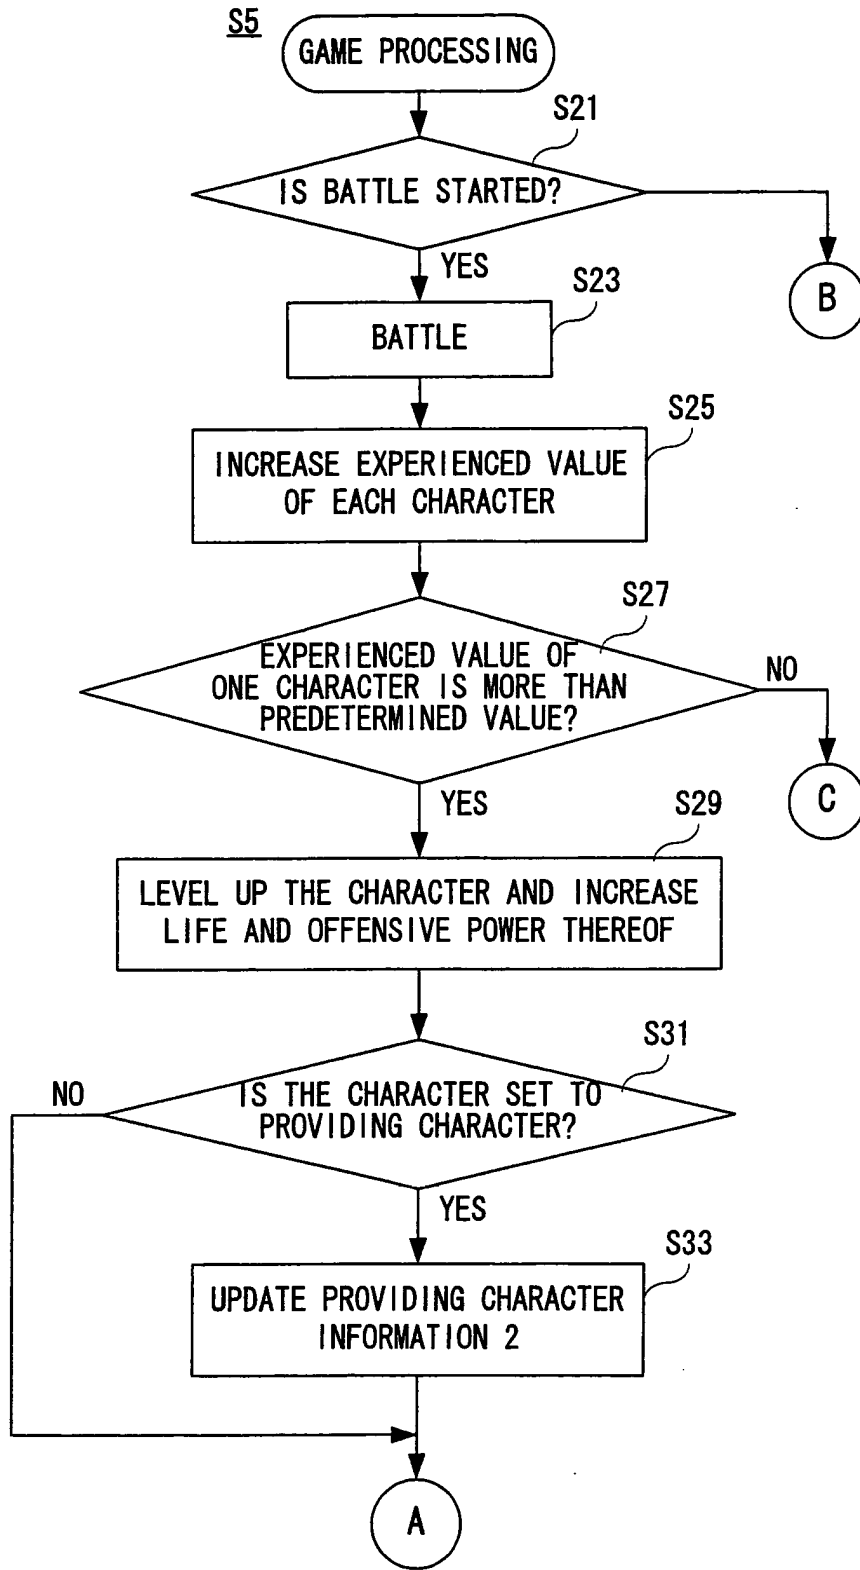 S5
GAME PROCESSING
S21
IS BATTLE STARTED?
YES
B
S23
BATTLE
S25
INCREASE EXPERIENCED VALUE
OF EACH CHARACTER
S27
EXPERIENCED VALUE OF
ONE CHARACTER IS MORE THAN
PREDETERMINED VALUE?
NO
C
YES
S29
LEVEL UP THE CHARACTER AND INCREASE
LIFE AND OFFENSIVE POWER THEREOF
S31
NO
IS THE CHARACTER SET TO
PROVIDING CHARACTER?
YES
S33
UPDATE PROVIDING CHARACTER
INFORMATION 2
A